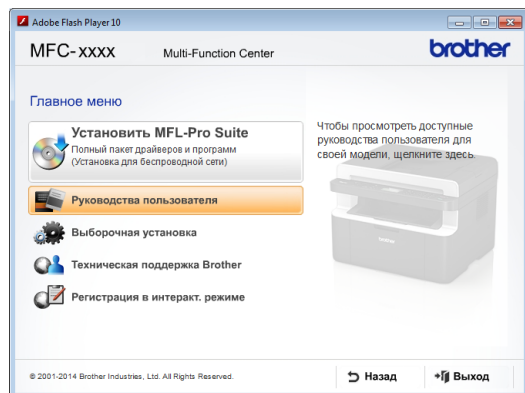 Adobe Flash Player 10
MFC-xxxx Multi-Function Center brother
Главное меню
Установить MFL-Pro Suite
Полный пакет драйверов и программ
(Установка для беспроводной сети)
Руководства пользователя
Выборочная установка
Техническая поддержка Brother
Регистрация в интеракт. режиме
Чтобы просмотреть доступные
руководства пользователя для
своей модели, щелкните здесь.
brother
© 2001-2014 Brother Industries, Ltd. All Rights Reserved.
Назад
Выход